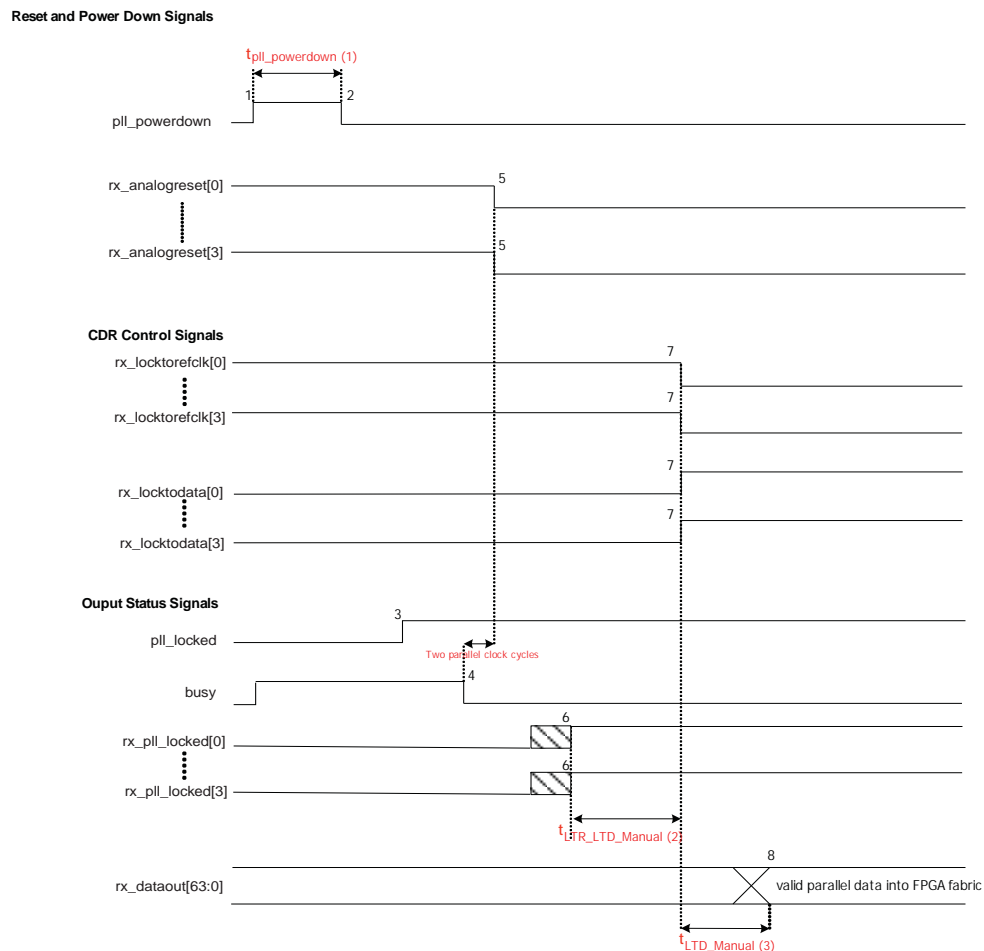 Reset and Power Down Signals
tpll_powerdown (1)
1
2
pll_powerdown
rx_analogreset[0]
5
rx_analogreset[3]
5
CDR Control Signals
rx_locktorefclk[0]
7
rx_locktorefclk[3]
7
rx_locktodata[0]
7
rx_locktodata[3]
7
Ouput Status Signals
pll_locked
3
Two parallel clock cycles
busy
4
rx_pll_locked[0]
6
rx_pll_locked[3]
6
tLTR_LTD_Manual (2)
rx_dataout[63:0]
8
valid parallel data into FPGA fabric
tLTD_Manual (3)